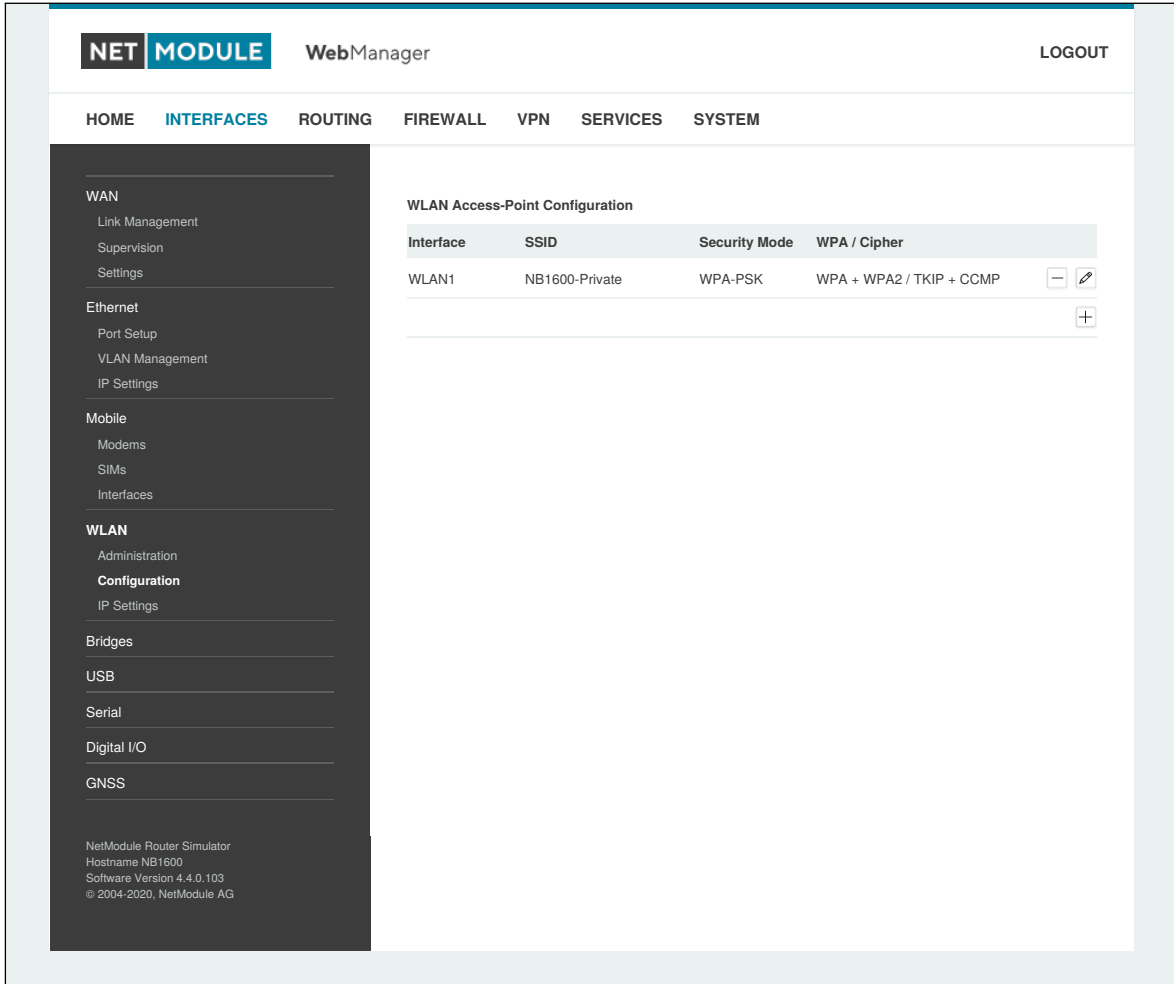 NET MODULE WebManager LOGOUT
HOME INTERFACES ROUTING FIREWALL VPN SERVICES SYSTEM
WAN
Link Management
Supervision
Settings
Ethernet
Port Setup
VLAN Management
IP Settings
Mobile
Modems
SIMs
Interfaces
WLAN
Administration
Configuration
IP Settings
Bridges
USB
Serial
Digital I/O
GNSS
NetModule Router Simulator
Hostname NB1600
Software Version 4.4.0.103
© 2004-2020, NetModule AG
WLAN Access-Point Configuration
Interface SSID Security Mode WPA / Cipher
WLAN1 NB1600-Private WPA-PSK WPA + WPA2 / TKIP + CCMP